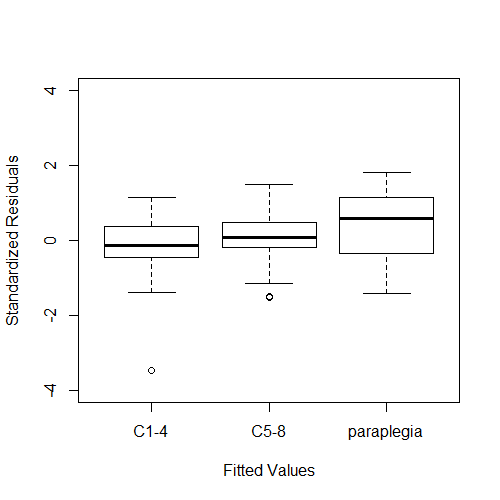 Standardized Residuals
4
2
0
-2
-4
C1-4 C5-8 paraplegia
Fitted Values